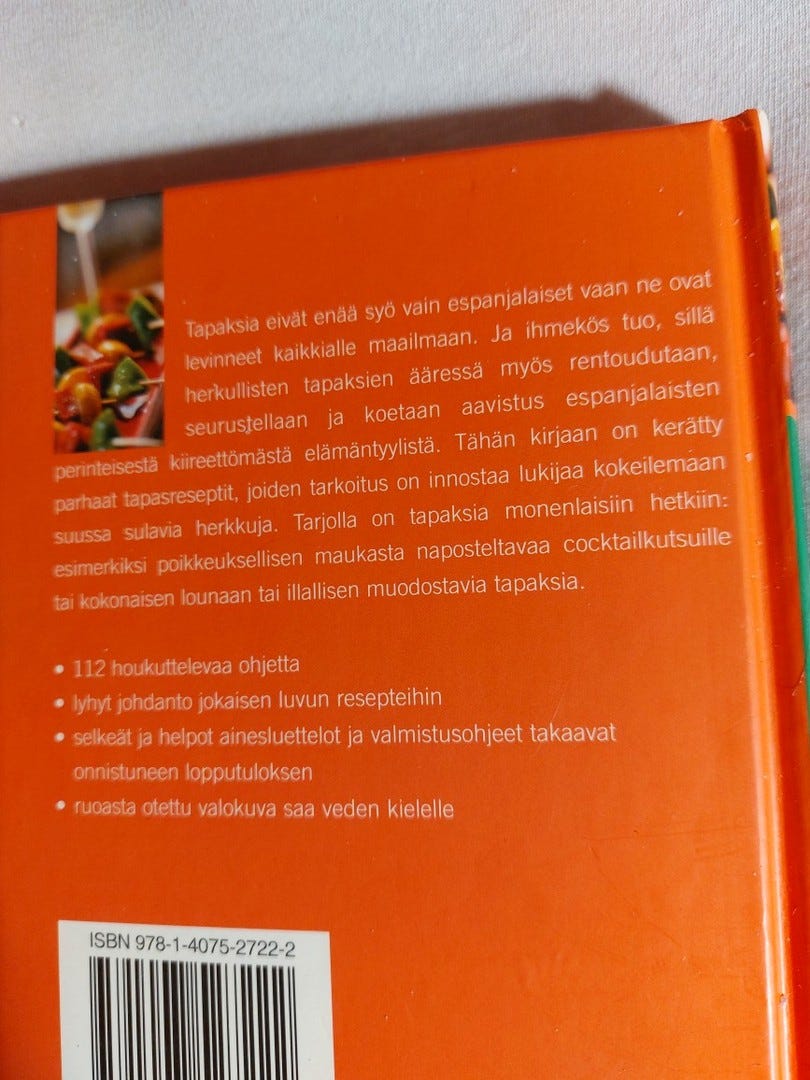 Tapaksia eivät enää syö vain espanjalaiset vaan ne ovat
levinneet kaikkialle maailmaan. Ja ihmekös tuo, sillä
herkullisten tapaksien ääressä myös rentoudutaan,
seurustellaan ja koetaan aavistus espanjalaisten
perinteisestä kiireettömästä elämäntyylistä. Tähän kirjaan on kerätty
parhaat tapasreseptit, joiden tarkoitus on innostaa lukijaa kokeilemaan
suussa sulavia herkkuja. Tarjolla on tapaksia monenlaisiin hetkiin:
esimerkiksi poikkeuksellisen maukasta naposteltavaa cocktailkutsuille
tai kokonaisen lounaan tai illallisen muodostavia tapaksia.
• 112 houkuttelevaa ohjetta
• lyhyt johdanto jokaisen luvun resepteihin
• selkeät ja helpot ainesluettelot ja valmistusohjeet takaavat
onnistuneen lopputuloksen
• ruoasta otettu valokuva saa veden kielelle
ISBN 978-1-4075-2722-2